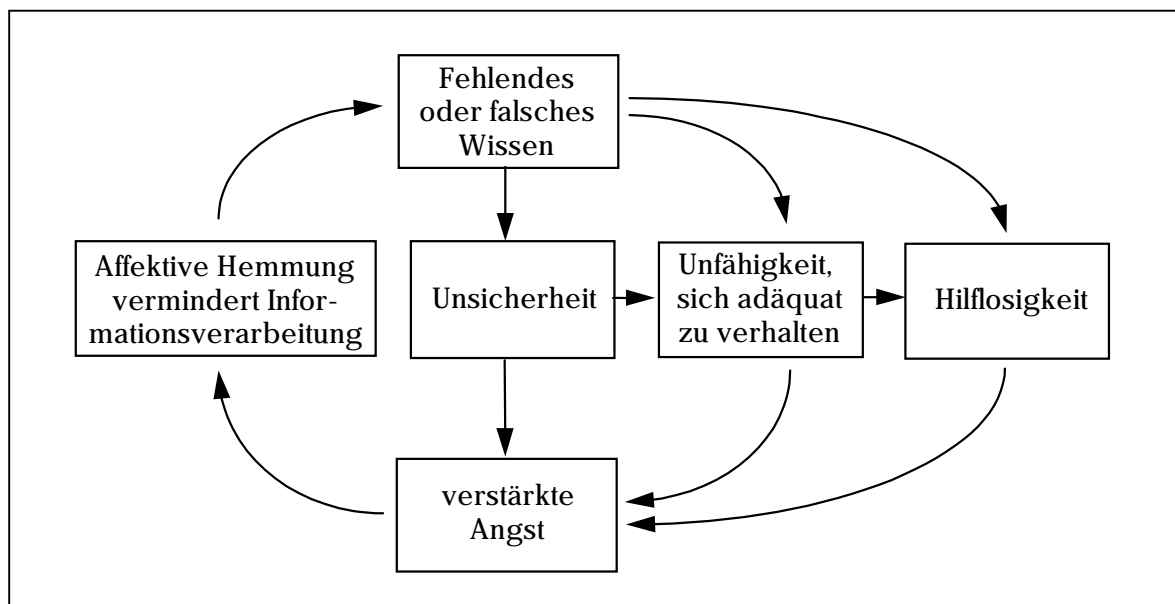 Fehlendes
oder falsches
Wissen
Affektive Hemmung
vermindert Infor-
mationsverarbeitung
Unsicherheit
Unfähigkeit,
sich adäquat
zu verhalten
Hilflosigkeit
verstärkte
Angst